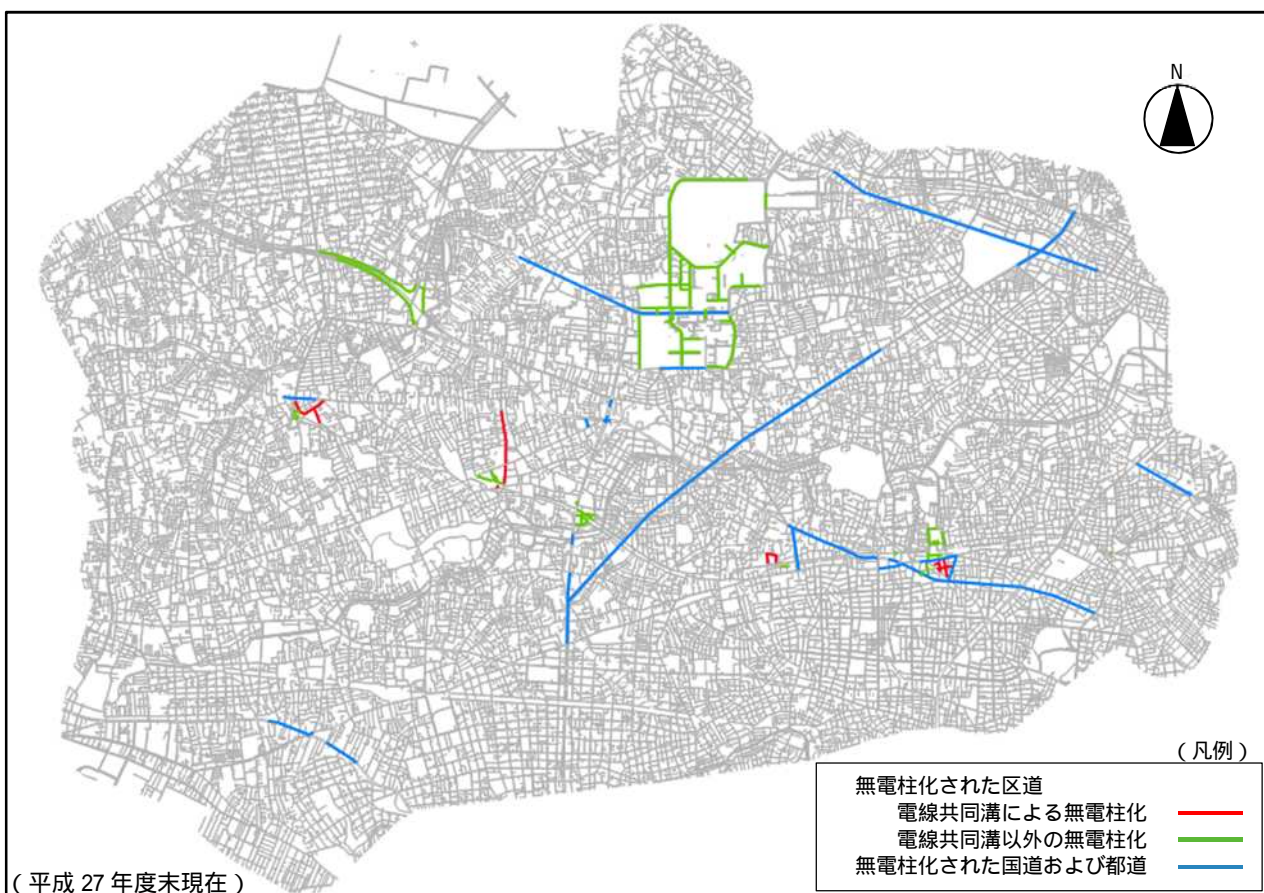 N
(凡例)
無電柱化された区道
電線共同溝による無電柱化
電線共同溝以外の無電柱化
無電柱化された国道および都道
(平成 27 年度末現在)